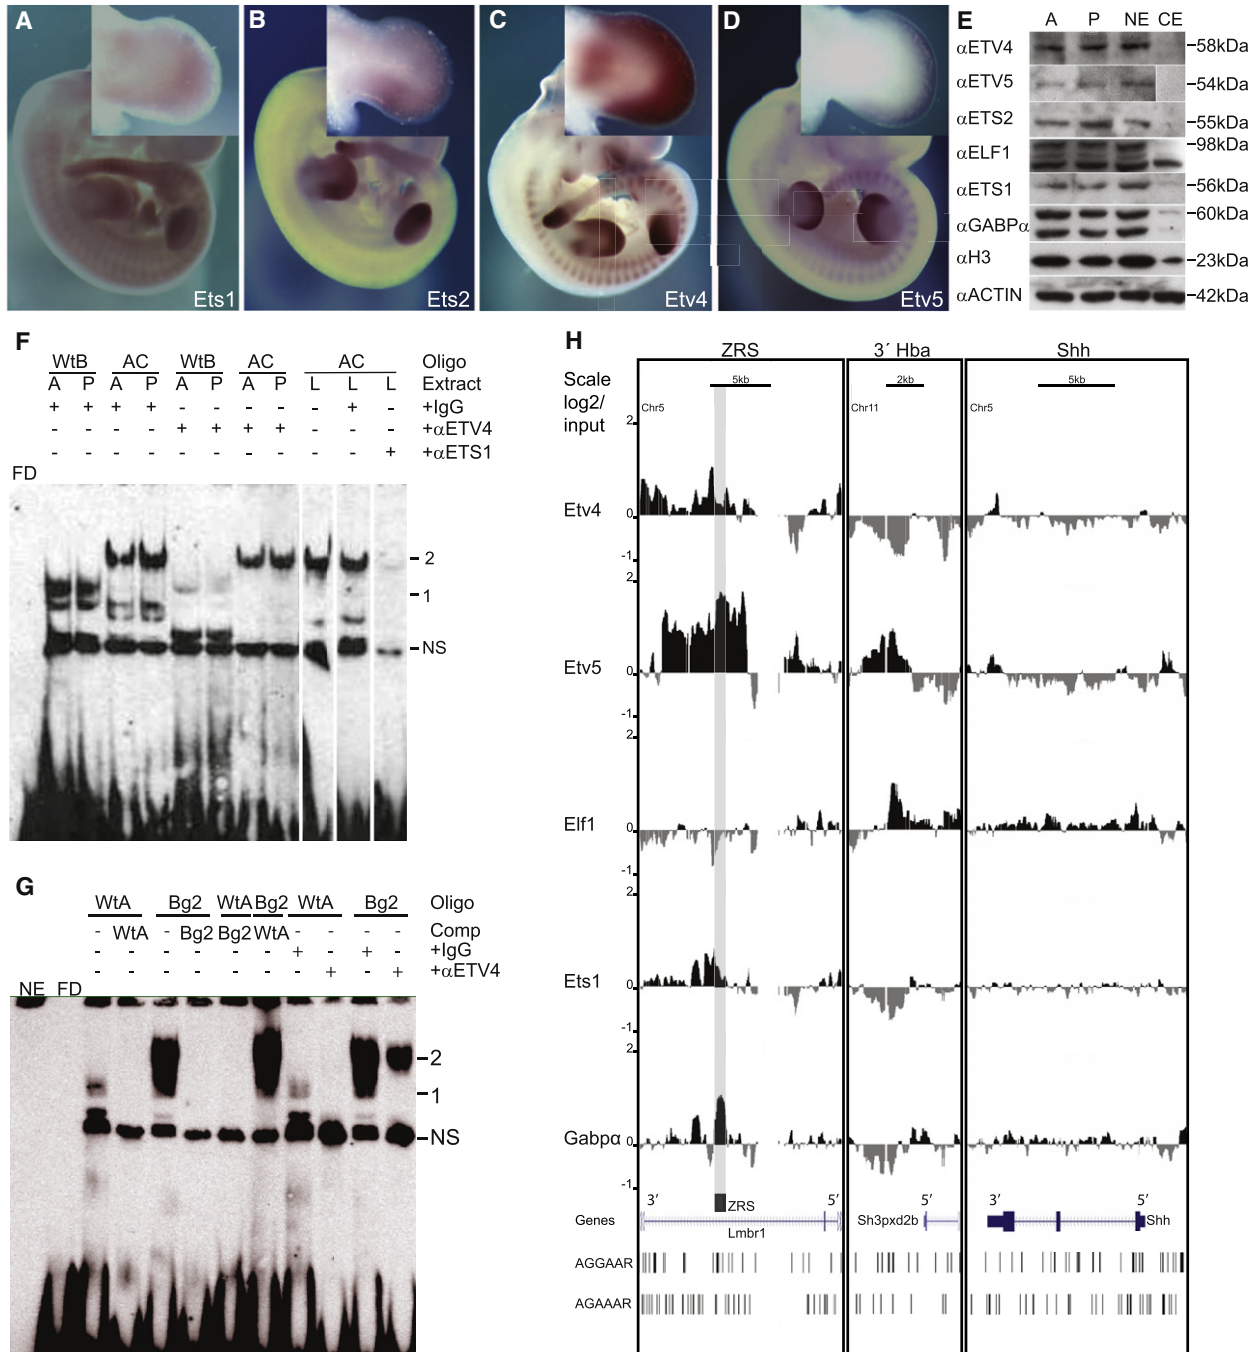 A
B
C
D
Ets1
Ets2
Etv4
Etv5
E
A P NE CE
αETV4 –58kDa
αETV5 –54kDa
αETS2 –55kDa
αELF1 –98kDa
αETS1 –56kDa
αGABPα –60kDa
αH3 –23kDa
αACTIN –42kDa
F
WtB AC WtB AC AC Oligo
A P A P A P A P L L L Extract
+ + + + - - - - - + - +IgG
- - - - + + + + - - - +αETV4
- - - - - - - - - - + +αETS1
FD
2
1
NS
G
WtA Bg2 WtA Bg2 WtA Bg2 Oligo
- WtA - Bg2 Bg2 WtA - - - - Comp
- - - - - - + - + - +IgG
- - - - - - - + - + +αETV4
NE FD
2
1
NS
H
ZRS 3´ Hba Shh
Scale 5kb 2kb 5kb
log2/
input
Chr5 Chr11 Chr5
2
Etv4 0
-1
2
Etv5 0
-1
2
Elf1 0
-1
2
Ets1 0
-1
2
Gabpα 0
-1
3′ ZRS 5′ 5′ 3′ 5′
Genes Lmbr1 Sh3pxd2b Shh
AGGAAR
AGAAAR